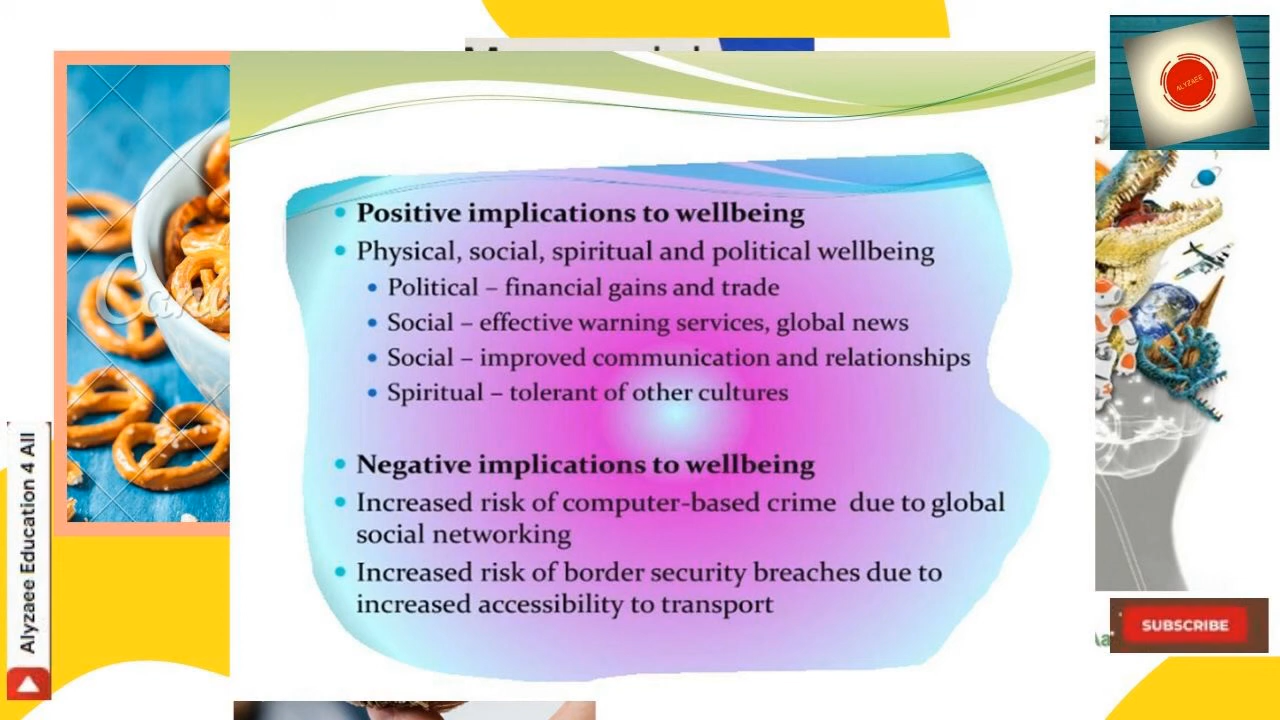 ALYZAEE
Positive implications to wellbeing
Physical, social, spiritual and political wellbeing
Political – financial gains and trade
Social – effective warning services, global news
Social – improved communication and relationships
Spiritual – tolerant of other cultures
Negative implications to wellbeing
Increased risk of computer-based crime due to global
social networking
Increased risk of border security breaches due to
increased accessibility to transport
Alyzaee Education 4 All
SUBSCRIBE